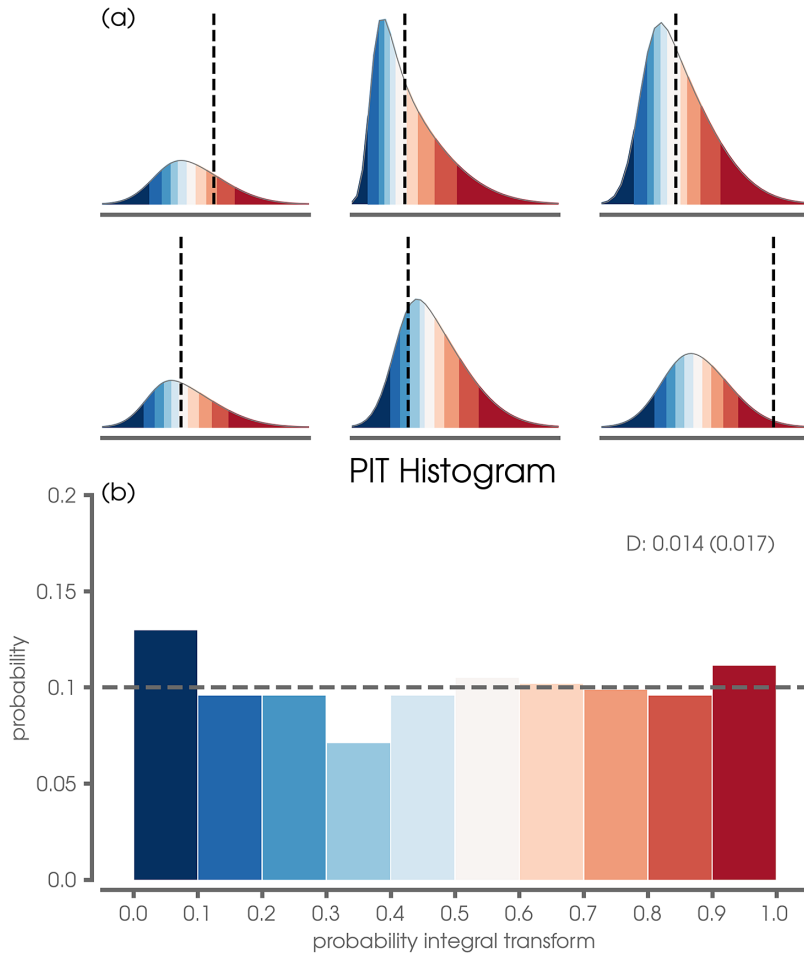 (a)
PIT Histogram
(b)
0.2
D: 0.014 (0.017)
0.15
0.1
0.05
0.0
probability
0.0 0.1 0.2 0.3 0.4 0.5 0.6 0.7 0.8 0.9 1.0
probability integral transform